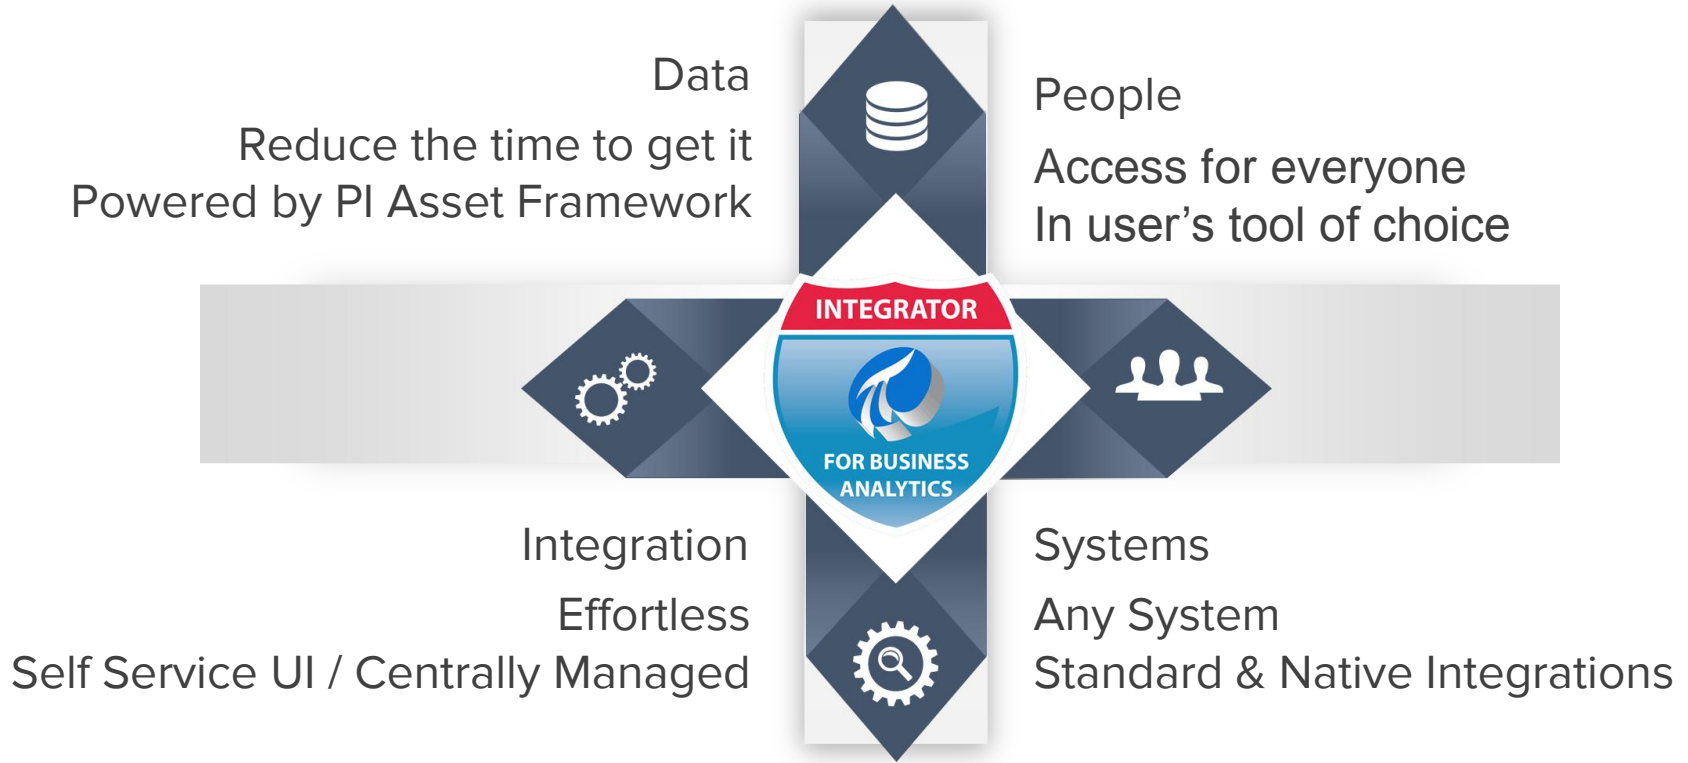 Data
Reduce the time to get it
Powered by PI Asset Framework
People
Access for everyone
In user’s tool of choice
INTEGRATOR
FOR BUSINESS
ANALYTICS
Integration
Effortless
Self Service UI / Centrally Managed
Systems
Any System
Standard & Native Integrations